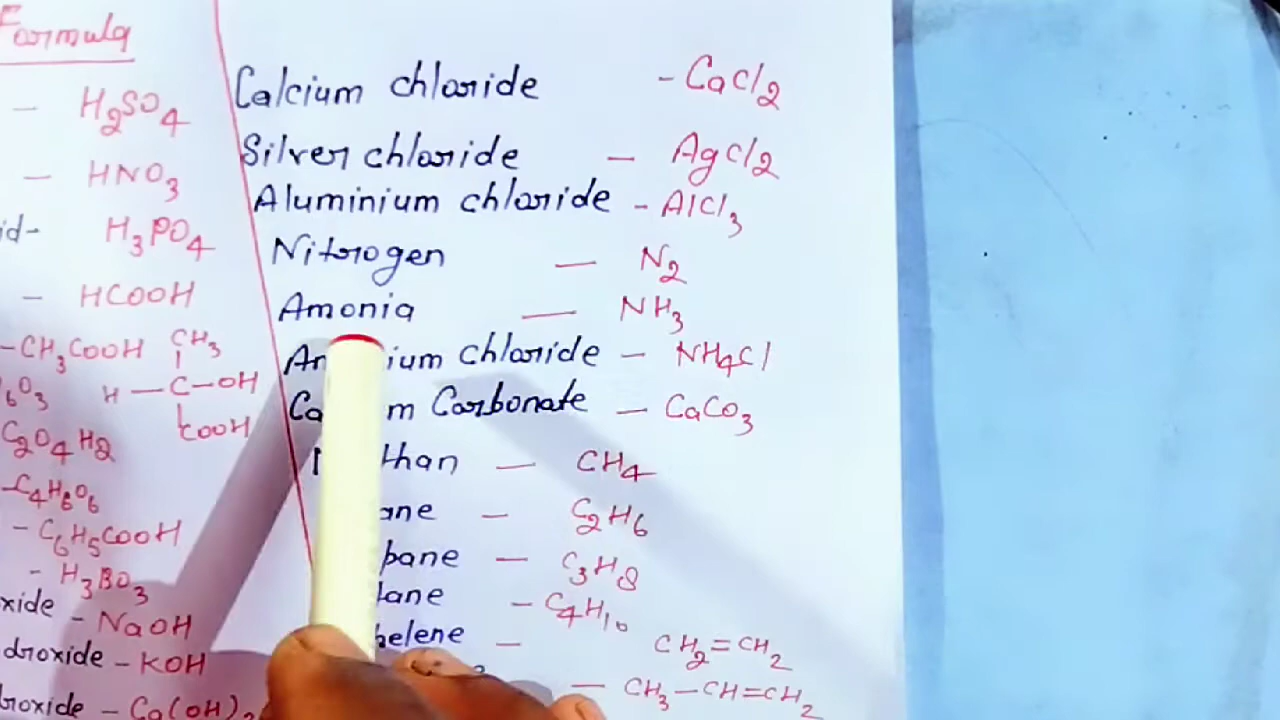 Formula
- H2SO4
- HNO3
id- H3PO4
- HCOOH
-CH3COOH
CH3
H-C-OH
COOH
6O3
C2O4H2
-C4H6O6
- C6H5COOH
- H3BO3
xide - NaOH
droxide - KOH
droxide - Ca(OH)2
Calcium chloride - CaCl2
Silver chloride - AgCl2
Aluminium chloride - AlCl3
Nitrogen - N2
Amonia - NH3
ium chloride - NH4Cl
Carbonate - CaCO3
than - CH4
ane - C2H6
pane - C3H8
tane - C4H10
helene - CH2=CH2
- CH3-CH=CH2